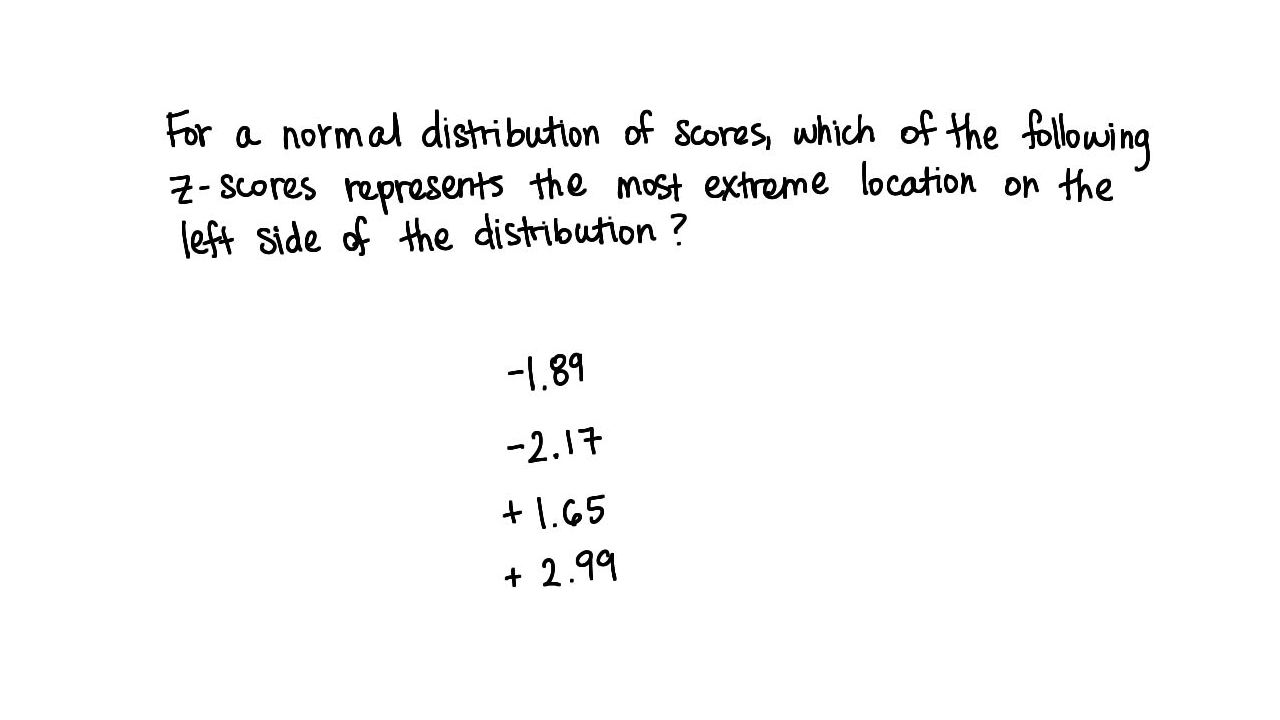 For a normal distribution of scores, which of the following
z-scores represents the most extreme location on the
left side of the distribution?
-1.89
-2.17
+ 1.65
+ 2.99